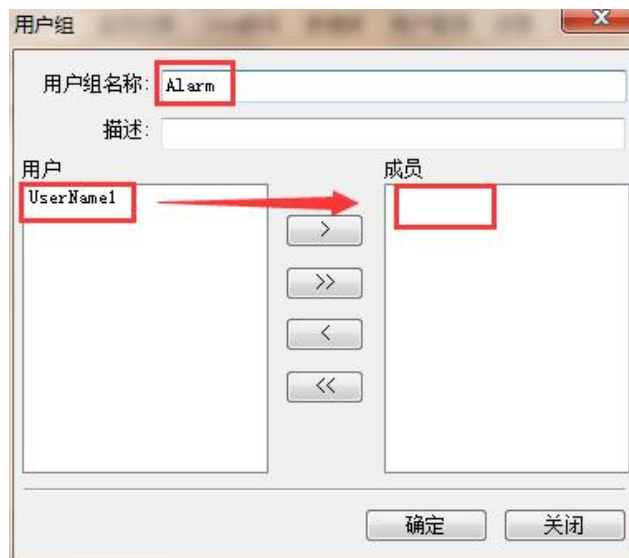 用户组
用户组名称: Alarm
描述:
用户
成员
UserName1
>
>>
<
<<
确定
关闭